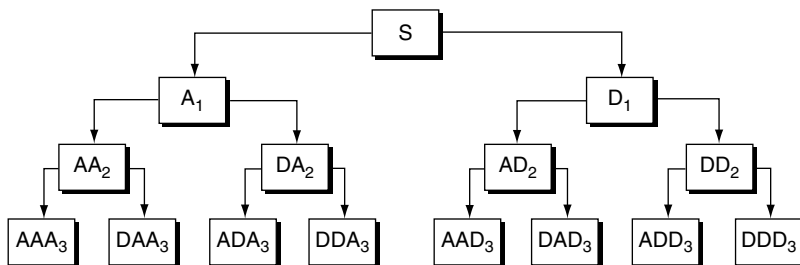 S
A₁ D₁
AA₂ DA₂ AD₂ DD₂
AAA₃ DAA₃ ADA₃ DDA₃ AAD₃ DAD₃ ADD₃ DDD₃